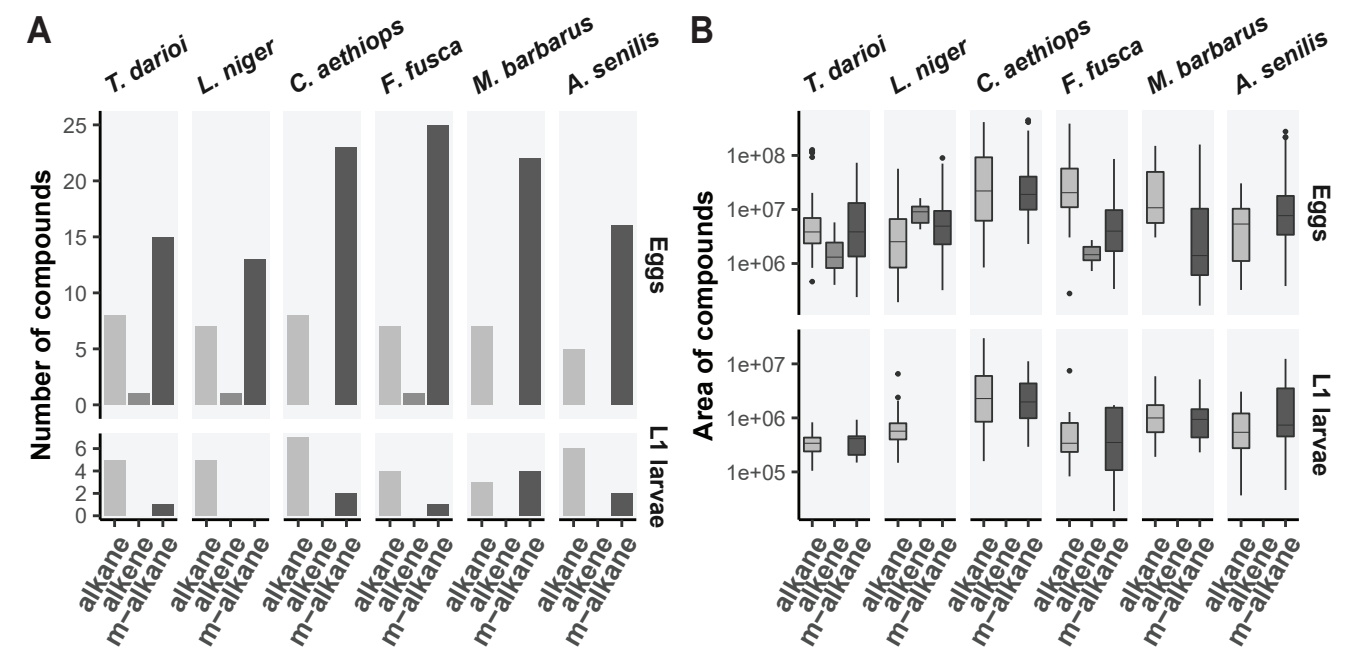 A
T. darioi
L. niger
C. aethiops
F. fusca
M. barbarus
A. senilis
Number of compounds
25
20
15
10
5
0
Eggs
6
4
2
0
L1 larvae
alkane
alkene
m−alkane
alkane
alkene
m−alkane
alkane
alkene
m−alkane
alkane
alkene
m−alkane
alkane
alkene
m−alkane
alkane
alkene
m−alkane
B
T. darioi
L. niger
C. aethiops
F. fusca
M. barbarus
A. senilis
Area of compounds
1e+08
1e+07
1e+06
Eggs
1e+07
1e+06
1e+05
L1 larvae
alkane
alkene
m−alkane
alkane
alkene
m−alkane
alkane
alkene
m−alkane
alkane
alkene
m−alkane
alkane
alkene
m−alkane
alkane
alkene
m−alkane